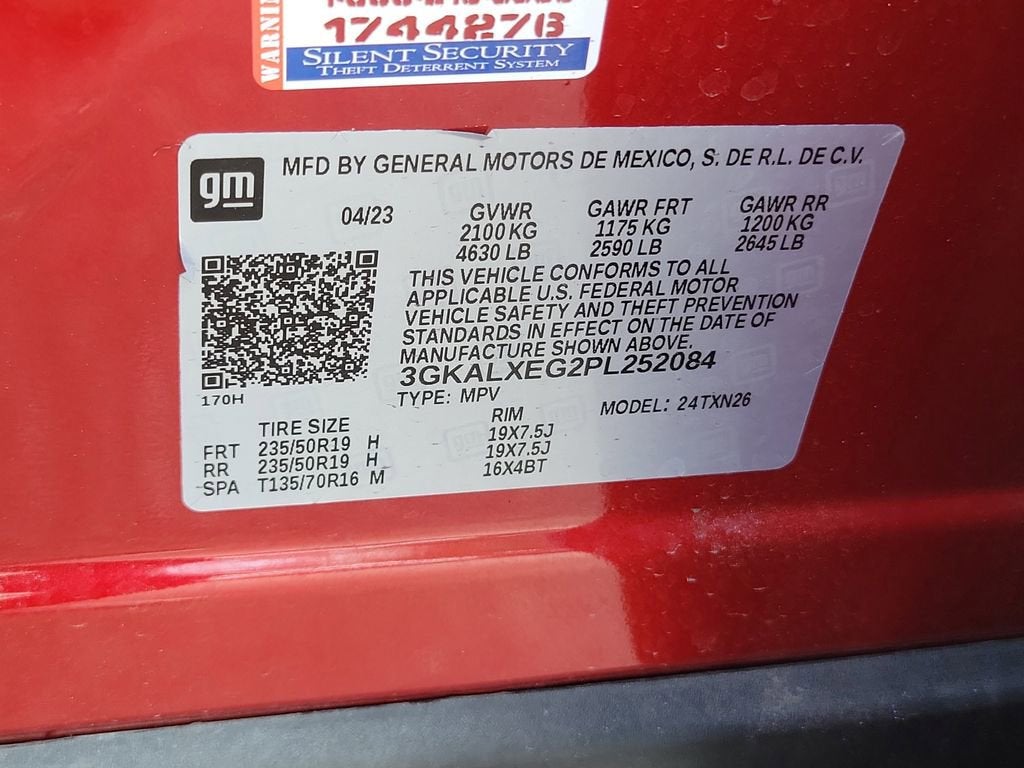 WARNING
1744276
SILENT SECURITY
THEFT DETERRENT SYSTEM
gm
MFD BY GENERAL MOTORS DE MEXICO, S. DE R.L. DE C.V.
04/23 GVWR GAWR FRT GAWR RR
2100 KG 1175 KG 1200 KG
4630 LB 2590 LB 2645 LB
THIS VEHICLE CONFORMS TO ALL
APPLICABLE U.S. FEDERAL MOTOR
VEHICLE SAFETY AND THEFT PREVENTION
STANDARDS IN EFFECT ON THE DATE OF
MANUFACTURE SHOWN ABOVE.
3GKALXEG2PL252084
170H
TYPE: MPV MODEL: 24TXN26
TIRE SIZE RIM
FRT 235/50R19 H 19X7.5J
RR 235/50R19 H 19X7.5J
SPA T135/70R16 M 16X4BT